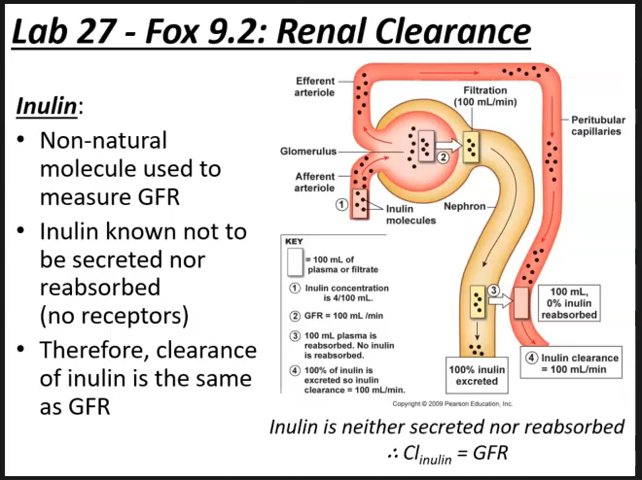 Lab 27 - Fox 9.2: Renal Clearance
Inulin:
• Non-natural
molecule used to
measure GFR
• Inulin known not to
be secreted nor
reabsorbed
(no receptors)
• Therefore, clearance
of inulin is the same
as GFR
Efferent
arteriole
Filtration
(100 mL/min)
Peritubular
capillaries
Glomerulus
2
Afferent
arteriole
1
Inulin
molecules
Nephron
KEY
= 100 mL of
plasma or filtrate
1 Inulin concentration
is 4/100 mL.
2 GFR = 100 mL /min
3 100 mL plasma is
reabsorbed. No inulin
is reabsorbed.
4 100% of inulin is
excreted so inulin
clearance = 100 mL/min.
3
100 mL,
0% inulin
reabsorbed
100% inulin
excreted
4 Inulin clearance
= 100 mL/min
Copyright © 2009 Pearson Education, Inc.
Inulin is neither secreted nor reabsorbed
∴ Clinulin = GFR